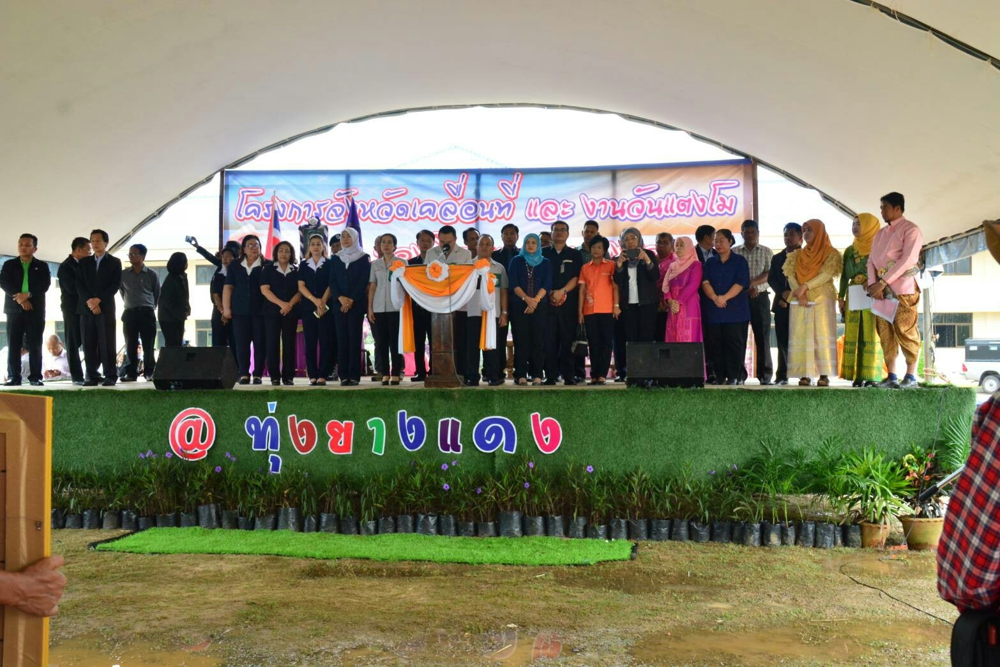 โครงการจังหวัดเคลื่อนที่ และ งานวันแตงโม
@ ทุ่งยางแดง